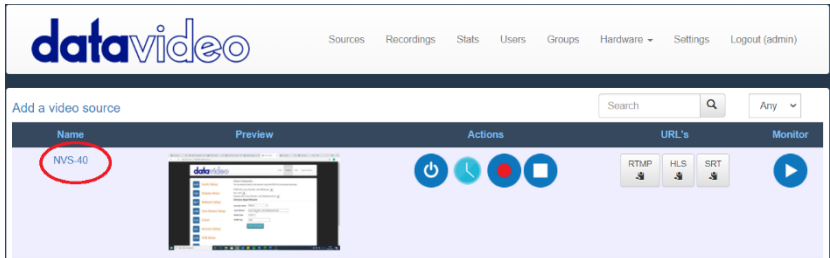 datavideo
Sources Recordings Stats Users Groups Hardware Settings Logout (admin)
Add a video source
Search
Any
Name Preview Actions URL's Monitor
NVS-40
datavideo
RTMP HLS SRT